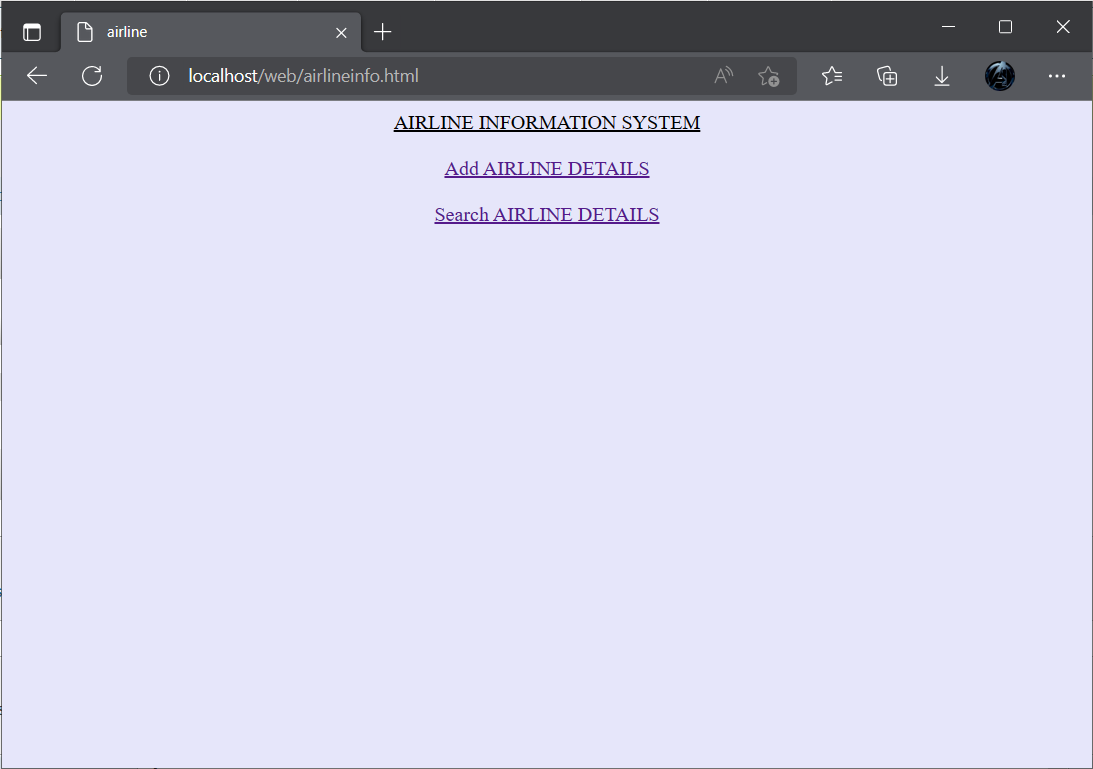 airline
localhost/web/airlineinfo.html
AIRLINE INFORMATION SYSTEM
Add AIRLINE DETAILS
Search AIRLINE DETAILS